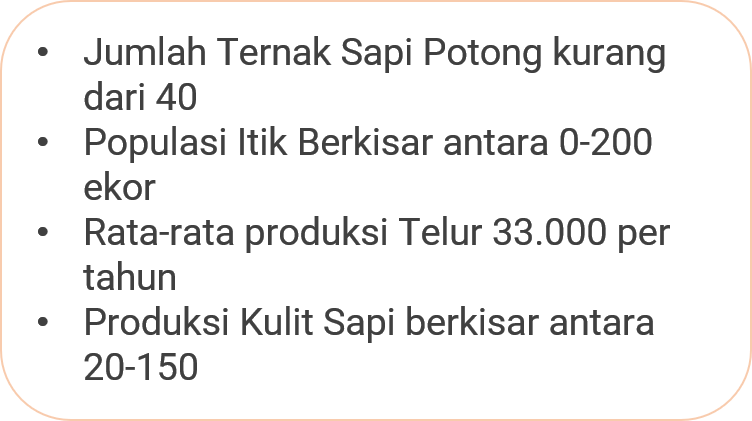 • Jumlah Ternak Sapi Potong kurang
dari 40
• Populasi Itik Berkisar antara 0-200
ekor
• Rata-rata produksi Telur 33.000 per
tahun
• Produksi Kulit Sapi berkisar antara
20-150